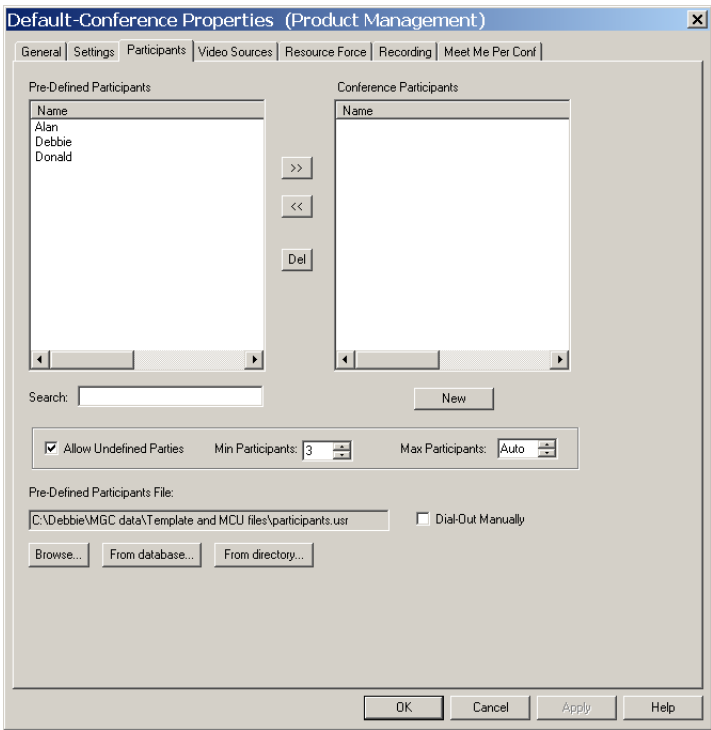 Default-Conference Properties (Product Management)
General Settings Participants Video Sources Resource Force Recording Meet Me Per Conf
Pre-Defined Participants Conference Participants
Name Name
Alan
Debbie
Donald
>>
<<
Del
Search: New
Allow Undefined Parties Min Participants: 3 Max Participants: Auto
Pre-Defined Participants File:
C:\Debbie\MGC data\Template and MCU files\participants.usr Dial-Out Manually
Browse... From database... From directory...
OK Cancel Apply Help